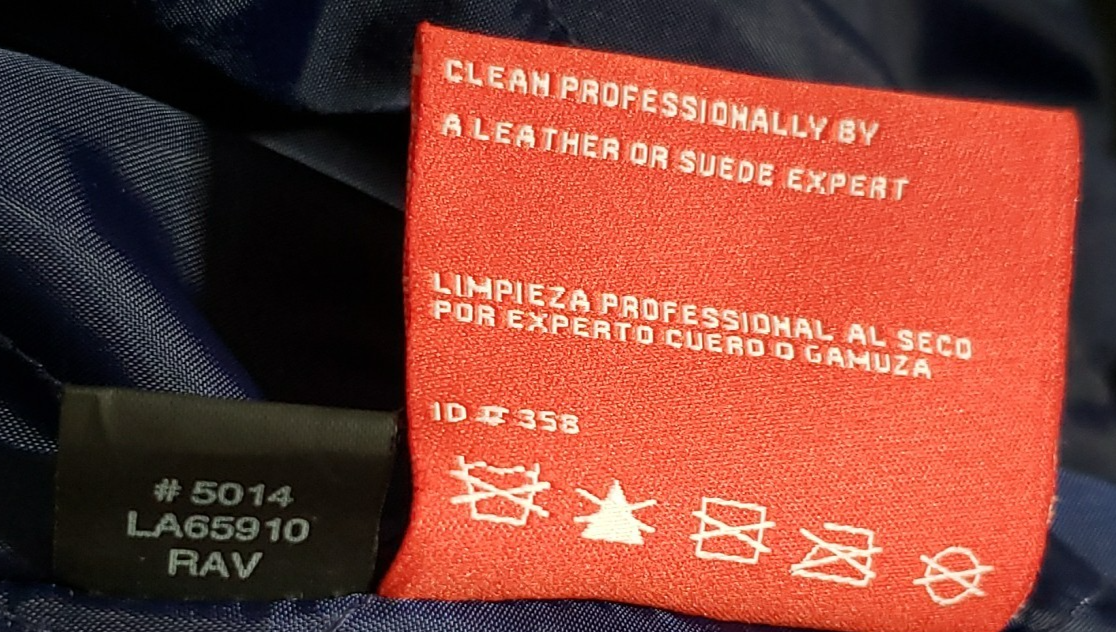 CLEAN PROFESSIONALLY BY
A LEATHER OR SUEDE EXPERT
LIMPIEZA PROFESSIONAL AL SECO
POR EXPERTO CUERO O GAMUZA
ID # 358
# 5014
LA65910
RAV